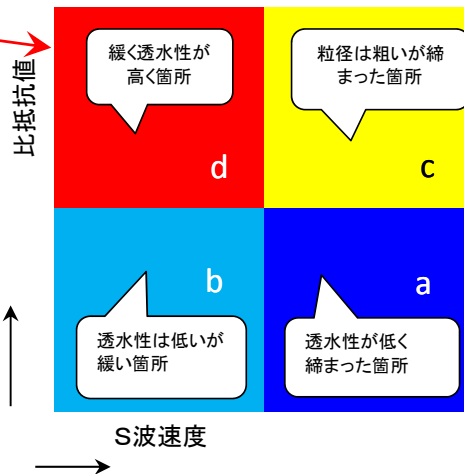 緩く透水性が
高く箇所
粒径は粗いが締
まった箇所
比抵抗値
d
c
b
a
透水性は低いが
緩い箇所
透水性が低く
締まった箇所
S波速度